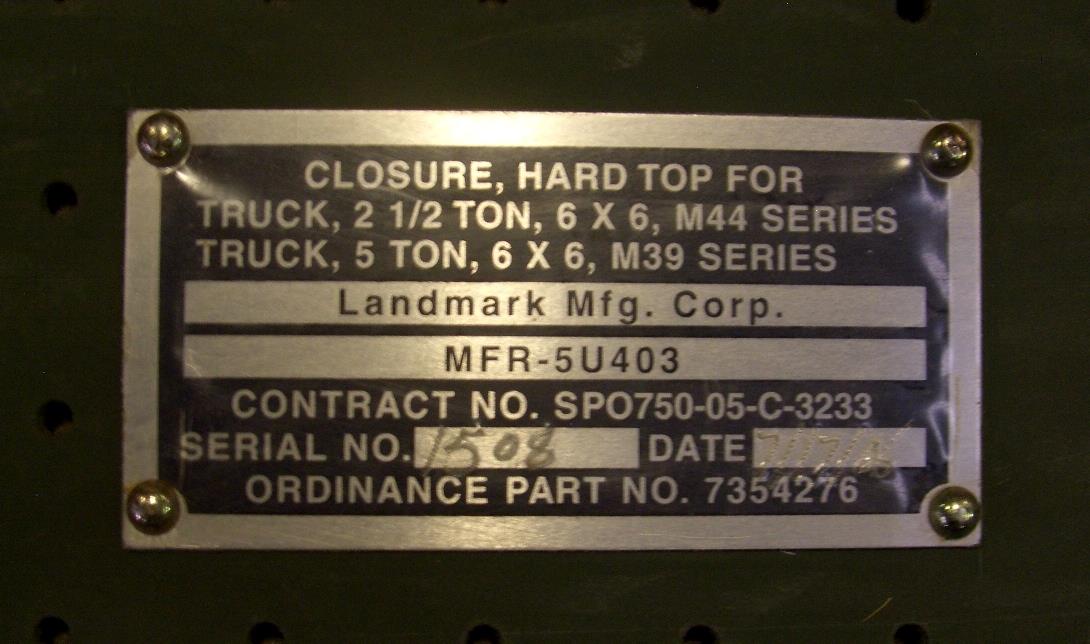 CLOSURE, HARD TOP FOR
TRUCK, 2 1/2 TON, 6 X 6, M44 SERIES
TRUCK, 5 TON, 6 X 6, M39 SERIES
Landmark Mfg. Corp.
MFR-5U403
CONTRACT NO. SPO750-05-C-3233
SERIAL NO. 1508 DATE
ORDINANCE PART NO. 7354276